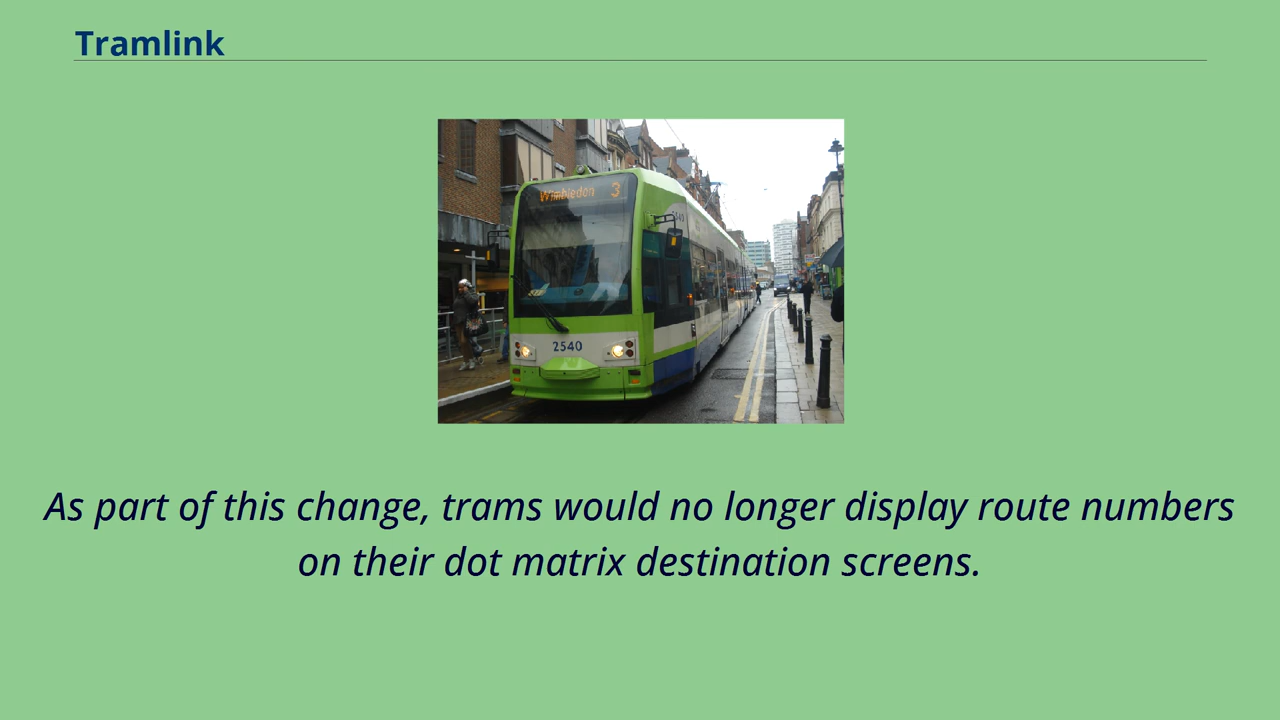 Tramlink
Wimbledon 3
2540
2540
As part of this change, trams would no longer display route numbers
on their dot matrix destination screens.